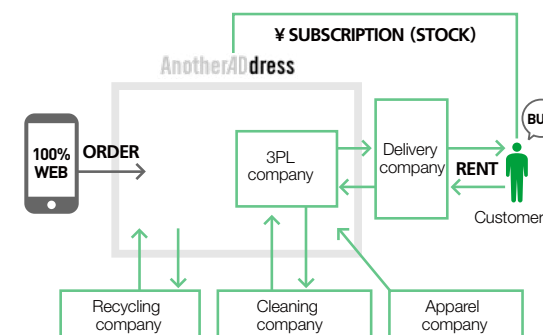 ¥ SUBSCRIPTION (STOCK)
AnotherADdress
100%
WEB
ORDER
3PL
company
Delivery
company
RENT
Customer
Recycling
company
Cleaning
company
Apparel
company